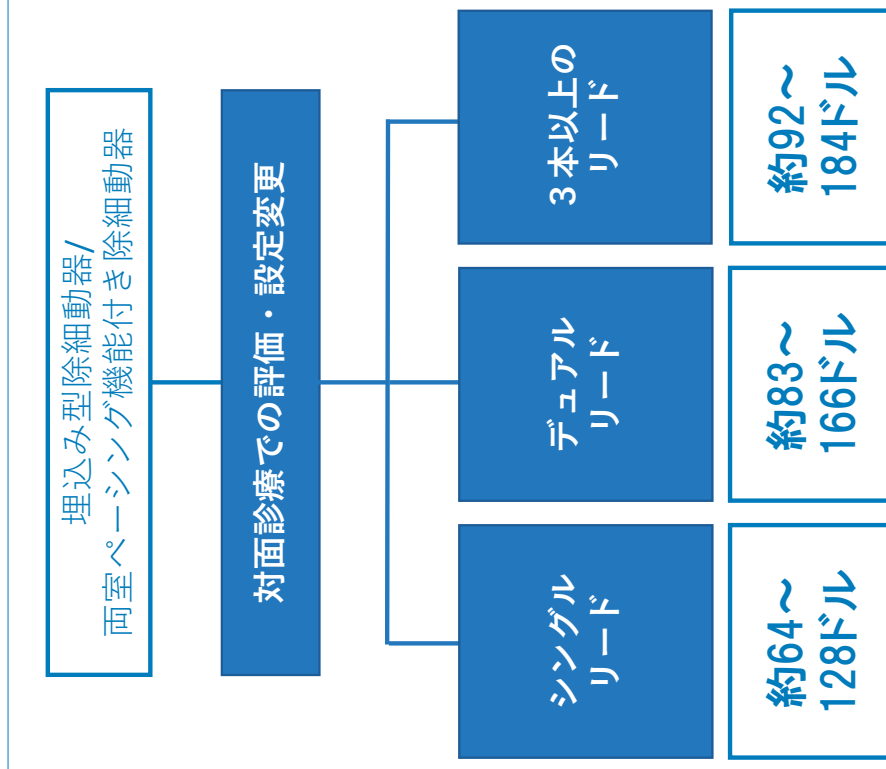 埋込み型除細動器/
両室ペーシング機能付き除細動器
対面診療での評価・設定変更
シングル
リード
デュアル
リード
３本以上の
リード
約64～
128ドル
約83～
166ドル
約92～
184ドル